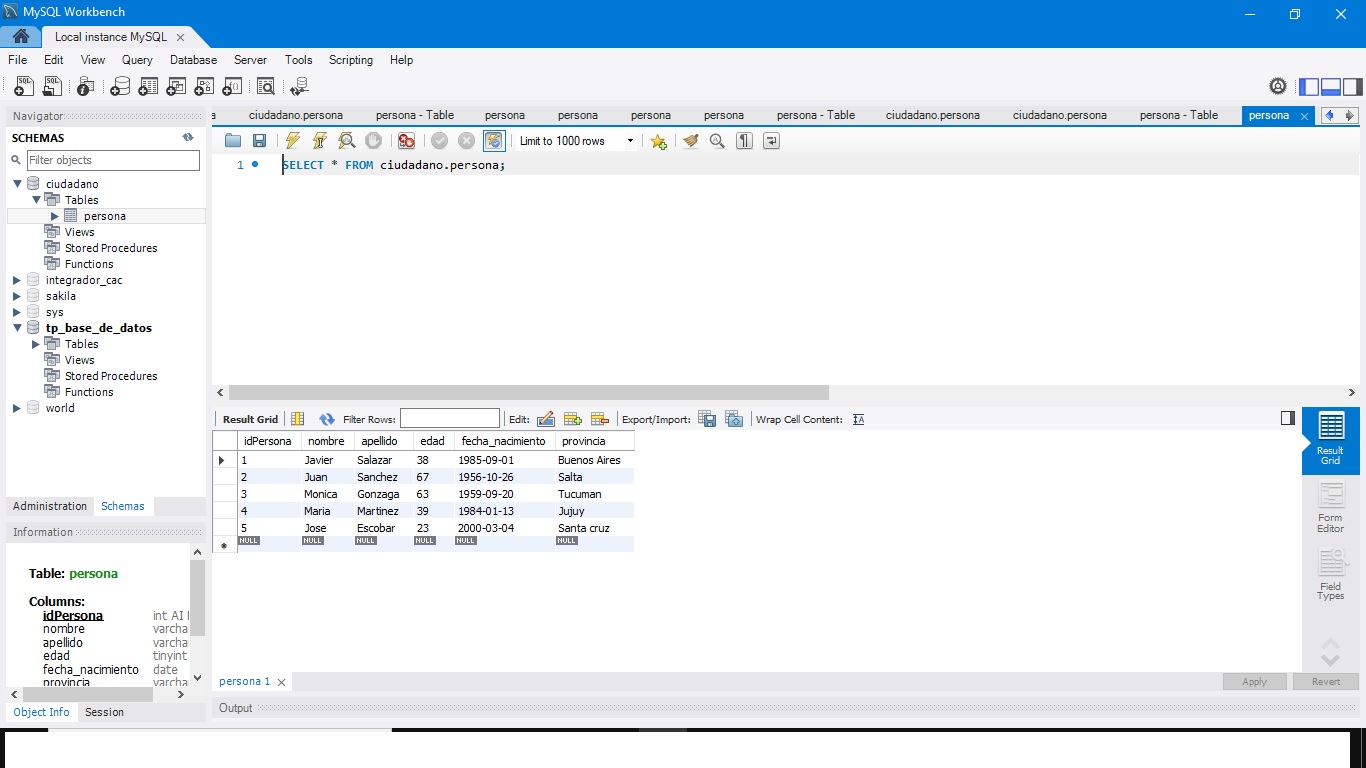 MySQL Workbench
Local instance MySQL
File Edit View Query Database Server Tools Scripting Help
Navigator
SCHEMAS
Filter objects
ciudadano
Tables
persona
Views
Stored Procedures
Functions
integrador_cac
sakila
sys
tp_base_de_datos
Tables
Views
Stored Procedures
Functions
world
Administration Schemas
Information
Table: persona
Columns:
idPersona int AI
nombre varcha
apellido varcha
edad tinyint
fecha_nacimiento date
provincia varcha
Object Info Session
a ciudadano.persona persona - Table persona persona persona persona persona - Table ciudadano.persona ciudadano.persona persona - Table persona
Limit to 1000 rows
1 SELECT * FROM ciudadano.persona;
Result Grid Filter Rows: Edit: Export/Import: Wrap Cell Content: IA
idPersona nombre apellido edad fecha_nacimiento provincia
1 Javier Salazar 38 1985-09-01 Buenos Aires
2 Juan Sanchez 67 1956-10-26 Salta
3 Monica Gonzaga 63 1959-09-20 Tucuman
4 Maria Martinez 39 1984-01-13 Jujuy
5 Jose Escobar 23 2000-03-04 Santa cruz
NULL NULL NULL NULL NULL NULL
Result
Grid
Form
Editor
Field
Types
persona 1
Apply Revert
Output